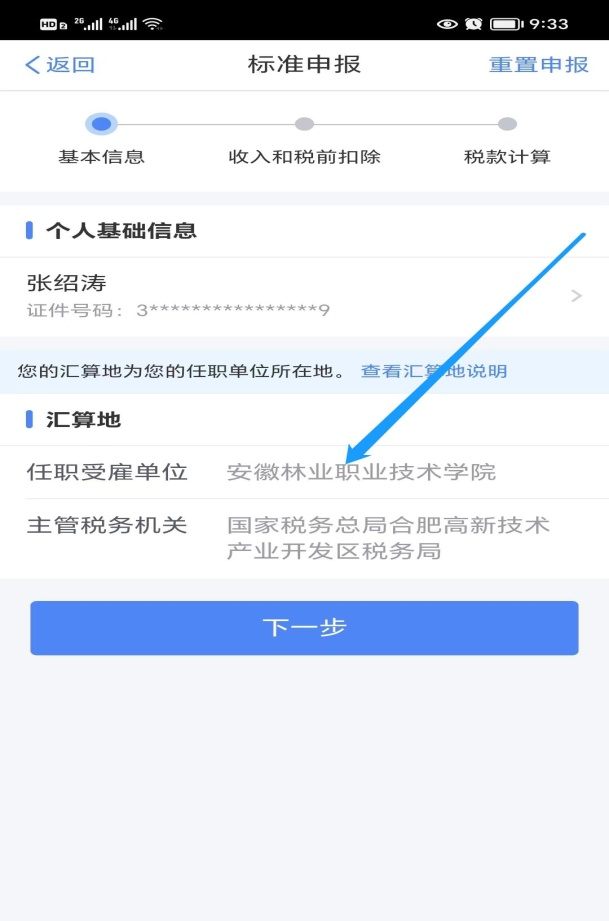 HD 2 2G 4G 9:33
返回 标准申报 重置申报
基本信息 收入和税前扣除 税款计算
个人基础信息
张绍涛
证件号码：3****************9
您的汇算地为您的任职单位所在地。 查看汇算地说明
汇算地
任职受雇单位 安徽林业职业技术学院
主管税务机关 国家税务总局合肥高新技术
产业开发区税务局
下一步